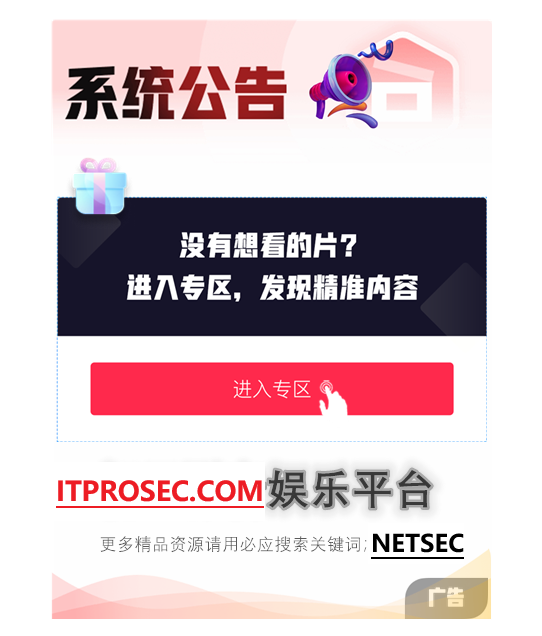 系统公告
没有想看的片？
进入专区，发现精准内容
进入专区
ITPROSEC.COM娱乐平台
更多精品资源请用必应搜索关键词; NETSEC
广告